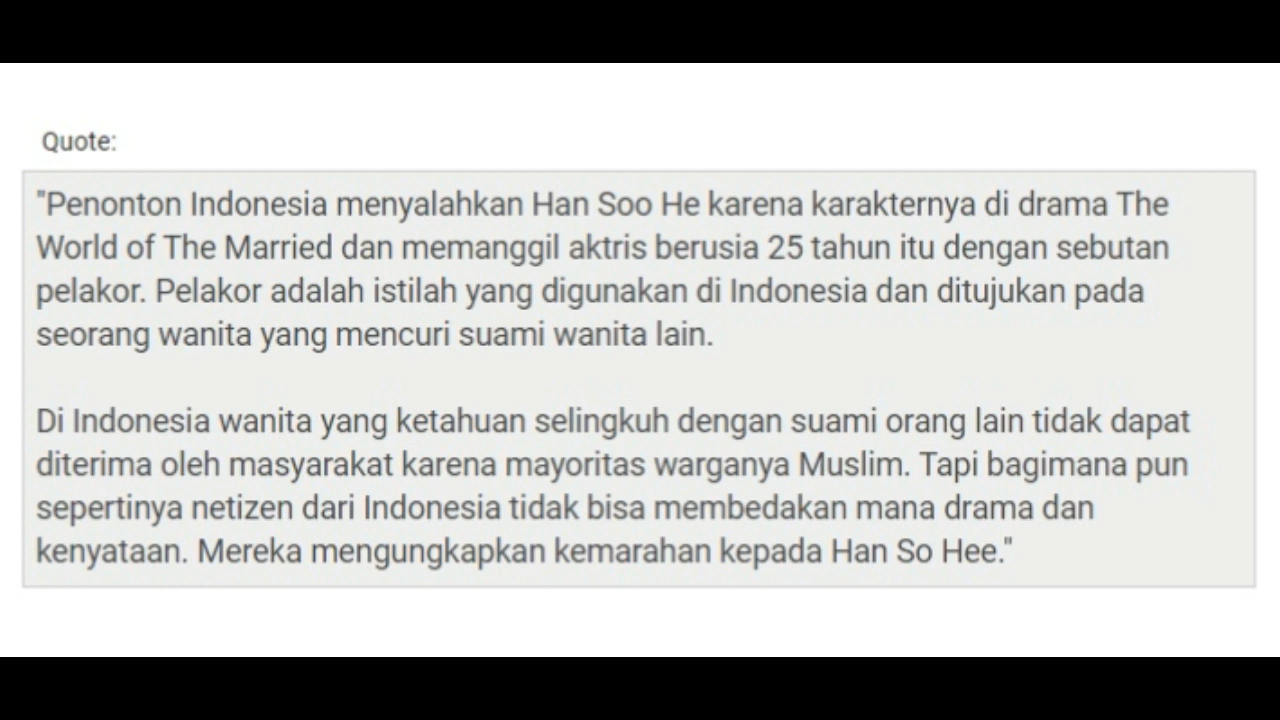 Quote:
"Penonton Indonesia menyalahkan Han Soo He karena karakternya di drama The
World of The Married dan memanggil aktris berusia 25 tahun itu dengan sebutan
pelakor. Pelakor adalah istilah yang digunakan di Indonesia dan ditujukan pada
seorang wanita yang mencuri suami wanita lain.
Di Indonesia wanita yang ketahuan selingkuh dengan suami orang lain tidak dapat
diterima oleh masyarakat karena mayoritas warganya Muslim. Tapi bagimana pun
sepertinya netizen dari Indonesia tidak bisa membedakan mana drama dan
kenyataan. Mereka mengungkapkan kemarahan kepada Han So Hee."